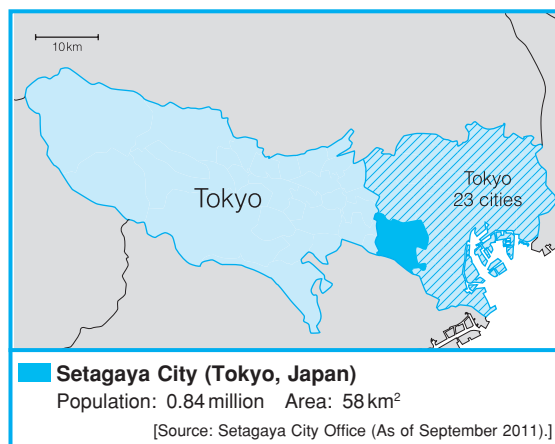 10km
Tokyo
Tokyo
23 cities
Setagaya City (Tokyo, Japan)
Population: 0.84 million Area: 58 km²
[Source: Setagaya City Office (As of September 2011).]